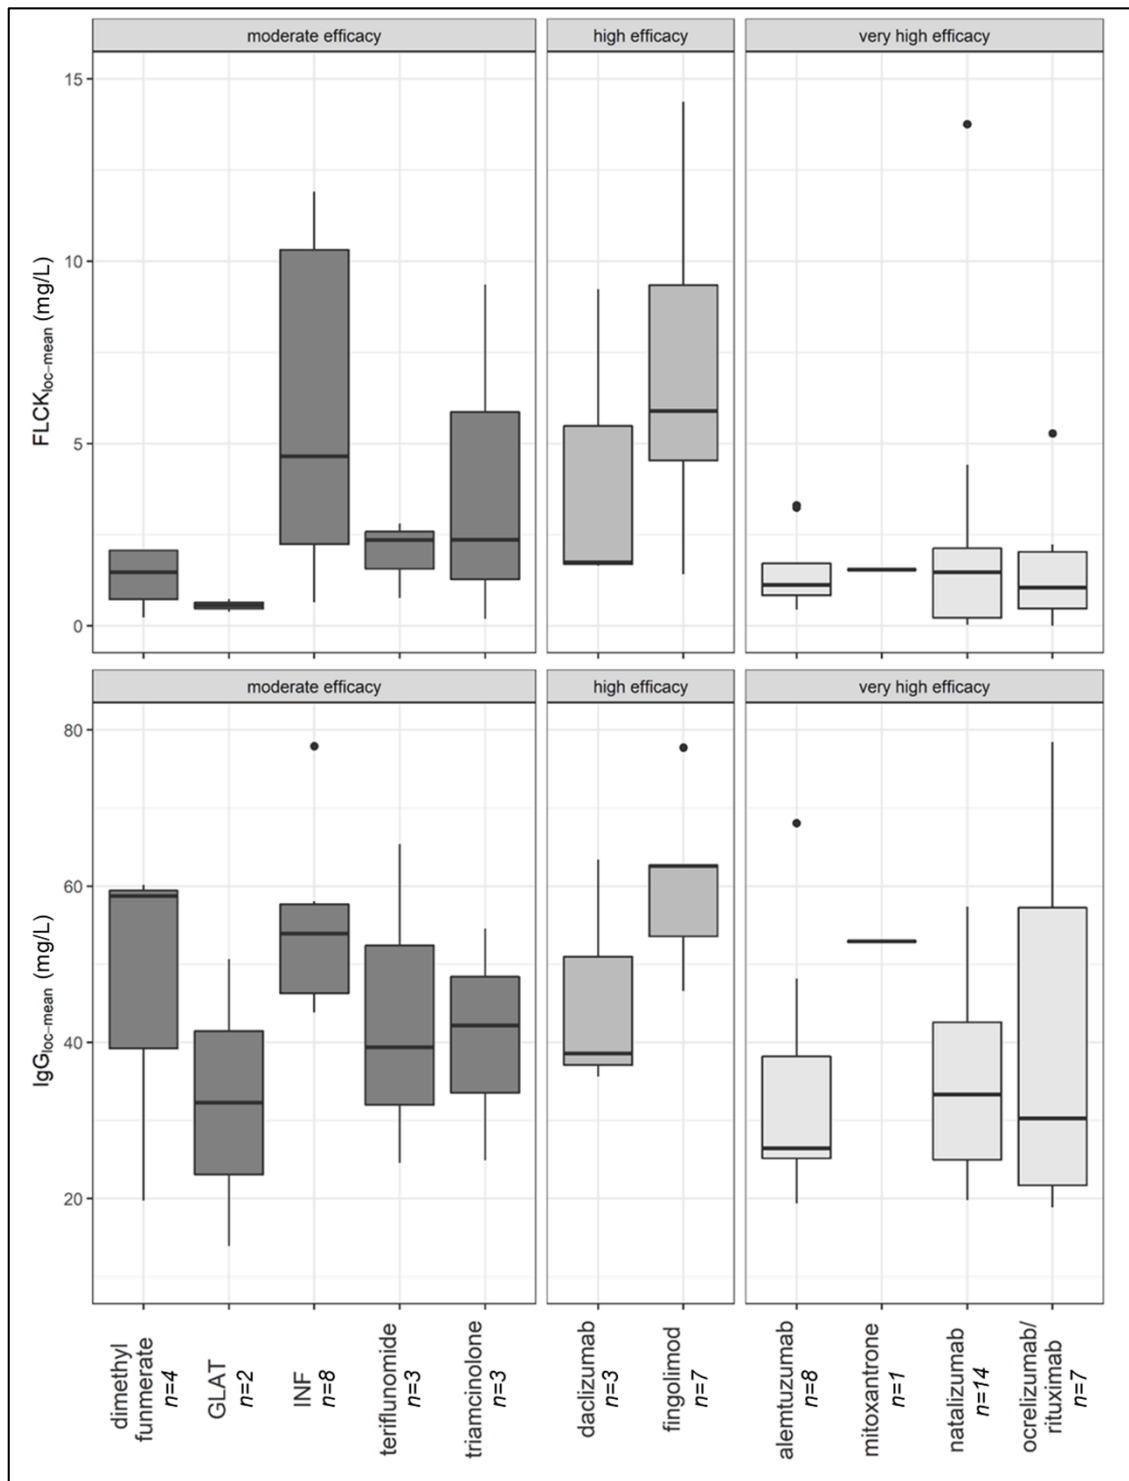 moderate efficacy
high efficacy
very high efficacy
15
10
5
0
FLCKloc−mean (mg/L)
moderate efficacy
high efficacy
very high efficacy
80
60
40
20
IgGloc−mean (mg/L)
dimethyl
funmerate
n=4
GLAT
n=2
INF
n=8
teriflunomide
n=3
triamcinolone
n=3
daclizumab
n=3
fingolimod
n=7
alemtuzumab
n=8
mitoxantrone
n=1
natalizumab
n=14
ocrelizumab/
rituximab
n=7